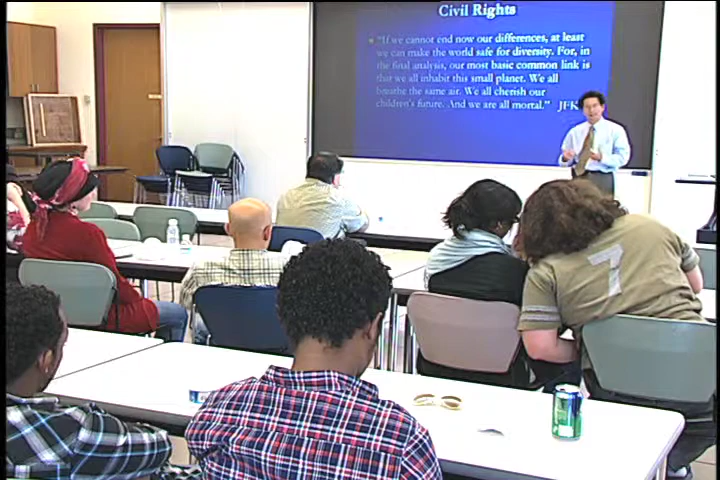 Civil Rights
"If we cannot end now our differences, at least
we can make the world safe for diversity. For, in
the final analysis, our most basic common link is
that we all inhabit this small planet. We all
breathe the same air. We all cherish our
children's future. And we are all mortal." JFK
7